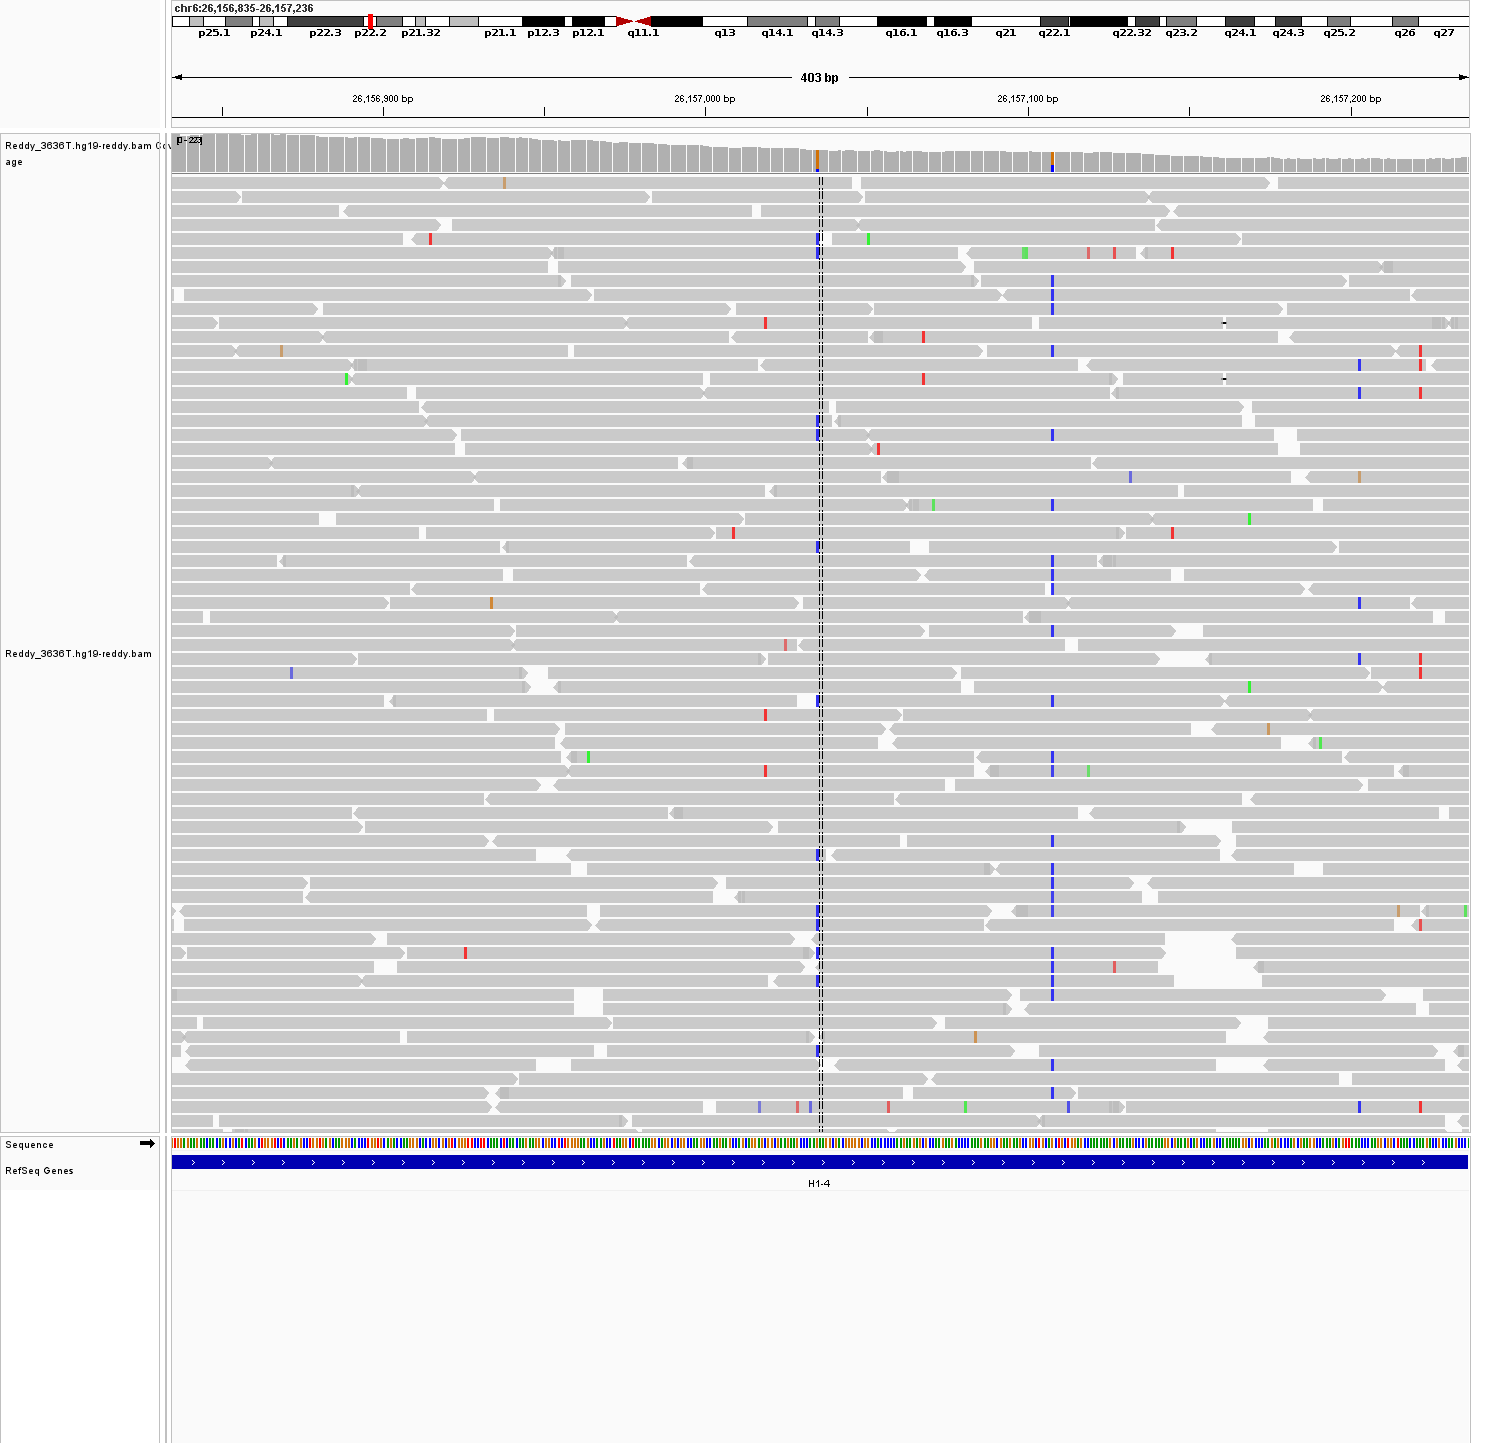 chr6:26,156,835-26,157,236
p25.1 p24.1 p22.3 p22.2 p21.32 p21.1 p12.3 p12.1 q11.1 q13 q14.1 q14.3 q16.1 q16.3 q21 q22.1 q22.32 q23.2 q24.1 q24.3 q25.2 q26 q27
403 bp
26,156,900 bp 26,157,000 bp 26,157,100 bp 26,157,200 bp
[0 - 223]
Reddy_3636T.hg19-reddy.bam Cov
age
Reddy_3636T.hg19-reddy.bam
Sequence
RefSeq Genes
H1-4